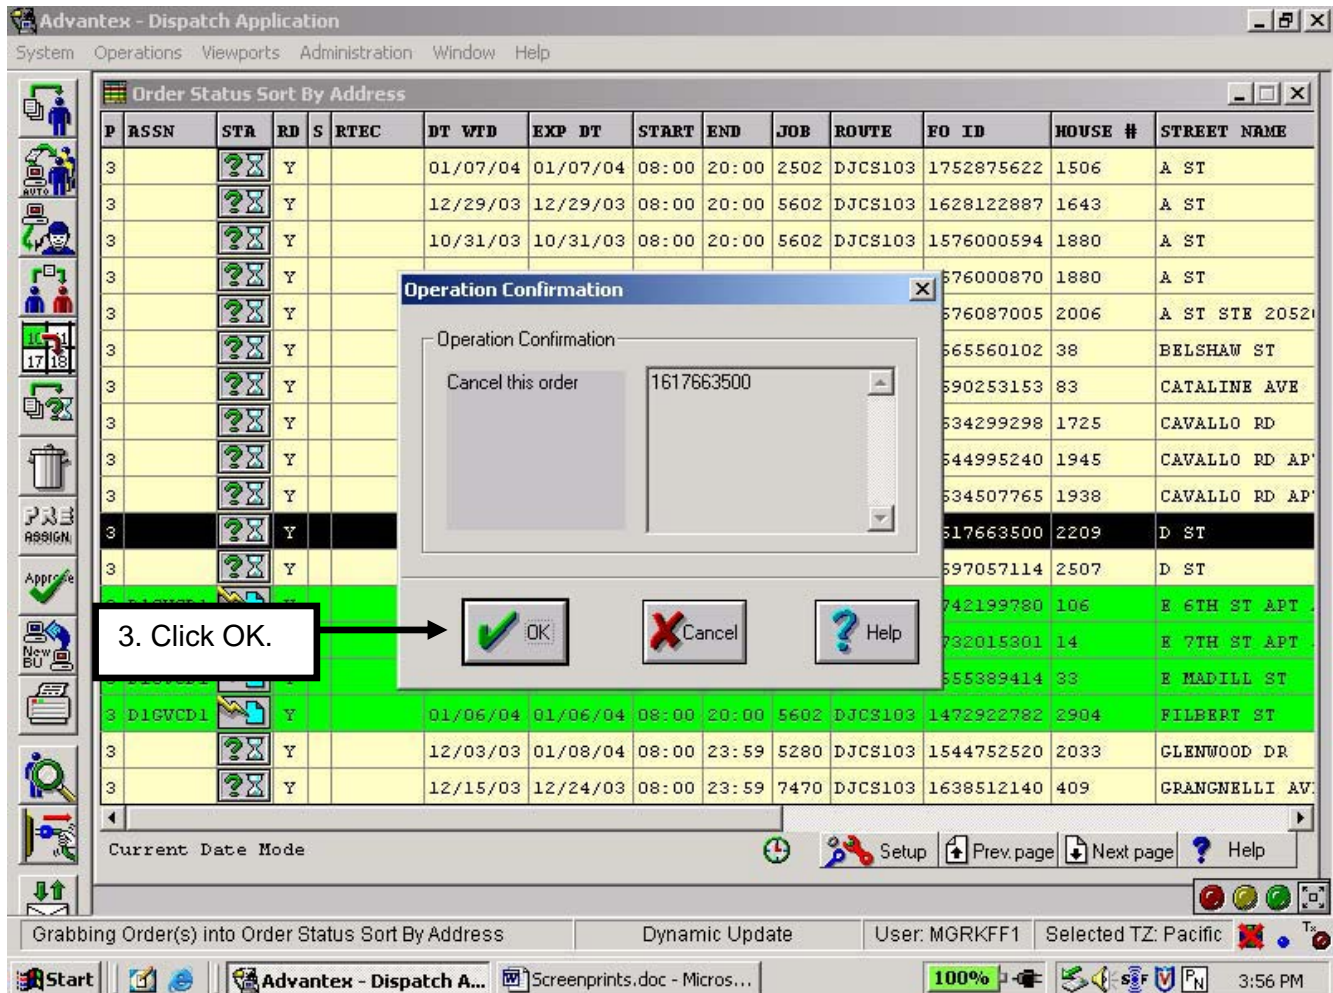 Advantex - Dispatch Application
System Operations Viewports Administration Window Help
Order Status Sort By Address
P ASSN STA RD S RTEC DT WTD EXP DT START END JOB ROUTE FO ID HOUSE # STREET NAME
3 Y 01/07/04 01/07/04 08:00 20:00 2502 DJCS103 1752875622 1506 A ST
AUTO
3 Y 12/29/03 12/29/03 08:00 20:00 5602 DJCS103 1628122887 1643 A ST
3 Y 10/31/03 10/31/03 08:00 20:00 5602 DJCS103 1576000594 1880 A ST
3 Y 576000870 1880 A ST
Operation Confirmation
3 Y 576087005 2006 A ST STE 2052
Operation Confirmation
17 18
3 Y 565560102 38 BELSHAW ST
Cancel this order 1617663500
3 Y 590253153 83 CATALINE AVE
3 Y 534299298 1725 CAVALLO RD
3 Y 544995240 1945 CAVALLO RD AP
3 Y 534507765 1938 CAVALLO RD AP
PRE ASSIGN
3 Y 517663500 2209 D ST
3 Y 597057114 2507 D ST
Approve
742199780 106 E 6TH ST APT
3. Click OK.
OK Cancel Help
New BU
732015301 14 E 7TH ST APT
555389414 33 E MADILL ST
3 D1GVCD1 Y 01/06/04 01/06/04 08:00 20:00 5602 DJCS103 1472922782 2904 FILBERT ST
3 Y 12/03/03 01/08/04 08:00 23:59 5280 DJCS103 1544752520 2033 GLENWOOD DR
3 Y 12/15/03 12/24/03 08:00 23:59 7470 DJCS103 1638512140 409 GRANGNELLI AV
Current Date Mode Setup Prev. page Next page Help
Grabbing Order(s) into Order Status Sort By Address Dynamic Update User: MGRKFF1 Selected TZ: Pacific Tx
Start Advantex - Dispatch A... Screenprints.doc - Micros... 100% PN 3:56 PM